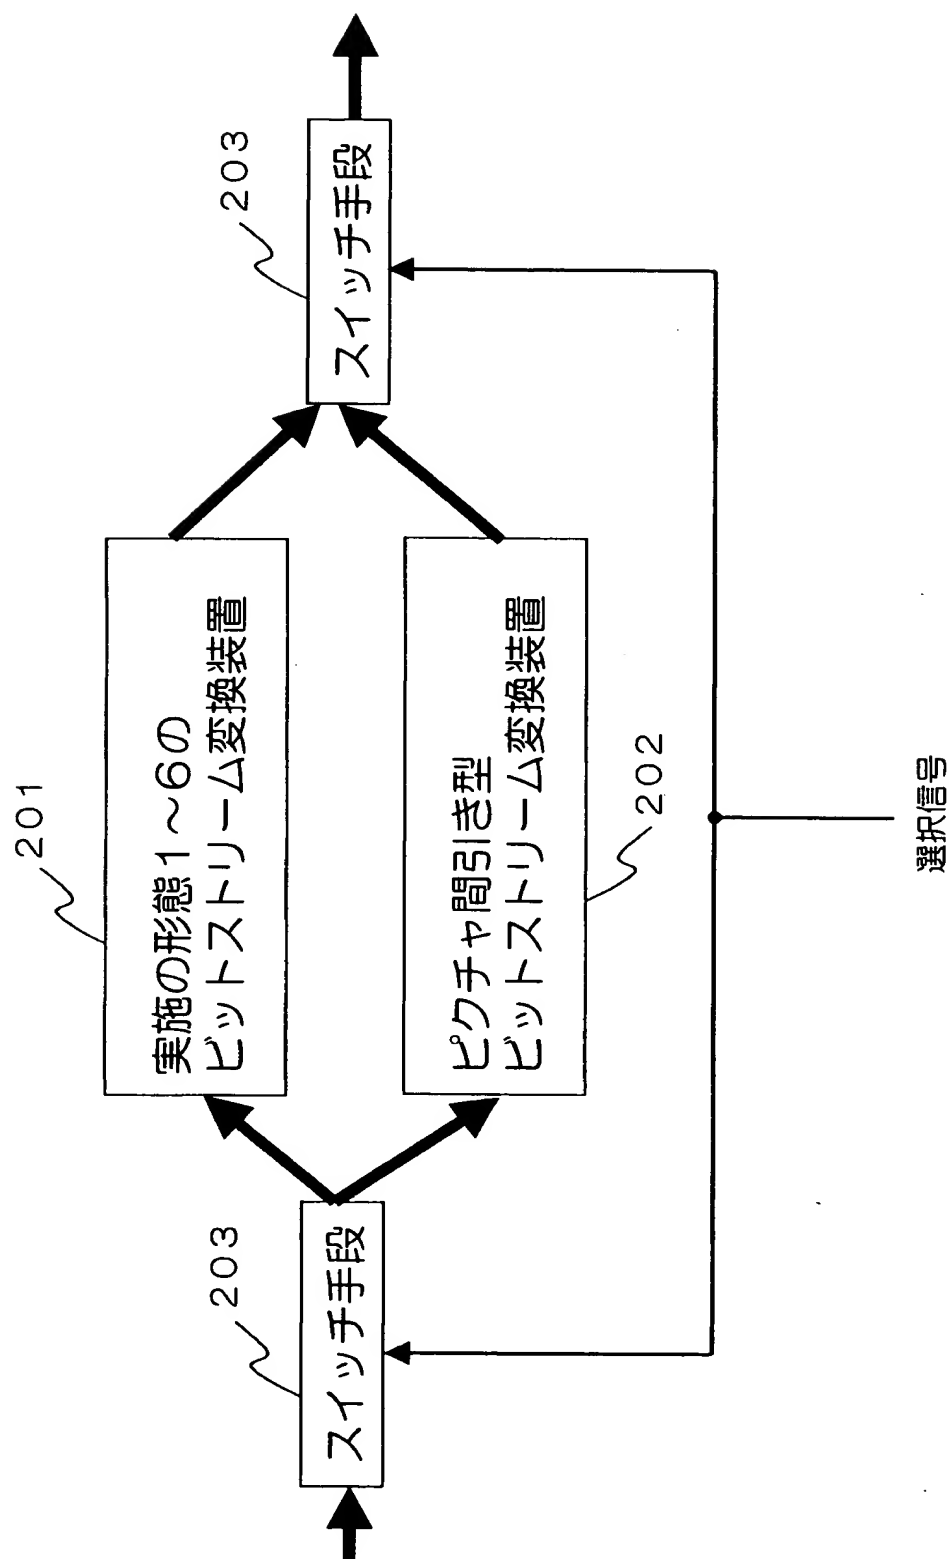 201
実施の形態1~6の
ビットストリーム変換装置
203
スイッチ手段
ピクチャ間引き型
ビットストリーム変換装置
202
203
スイッチ手段
選択信号